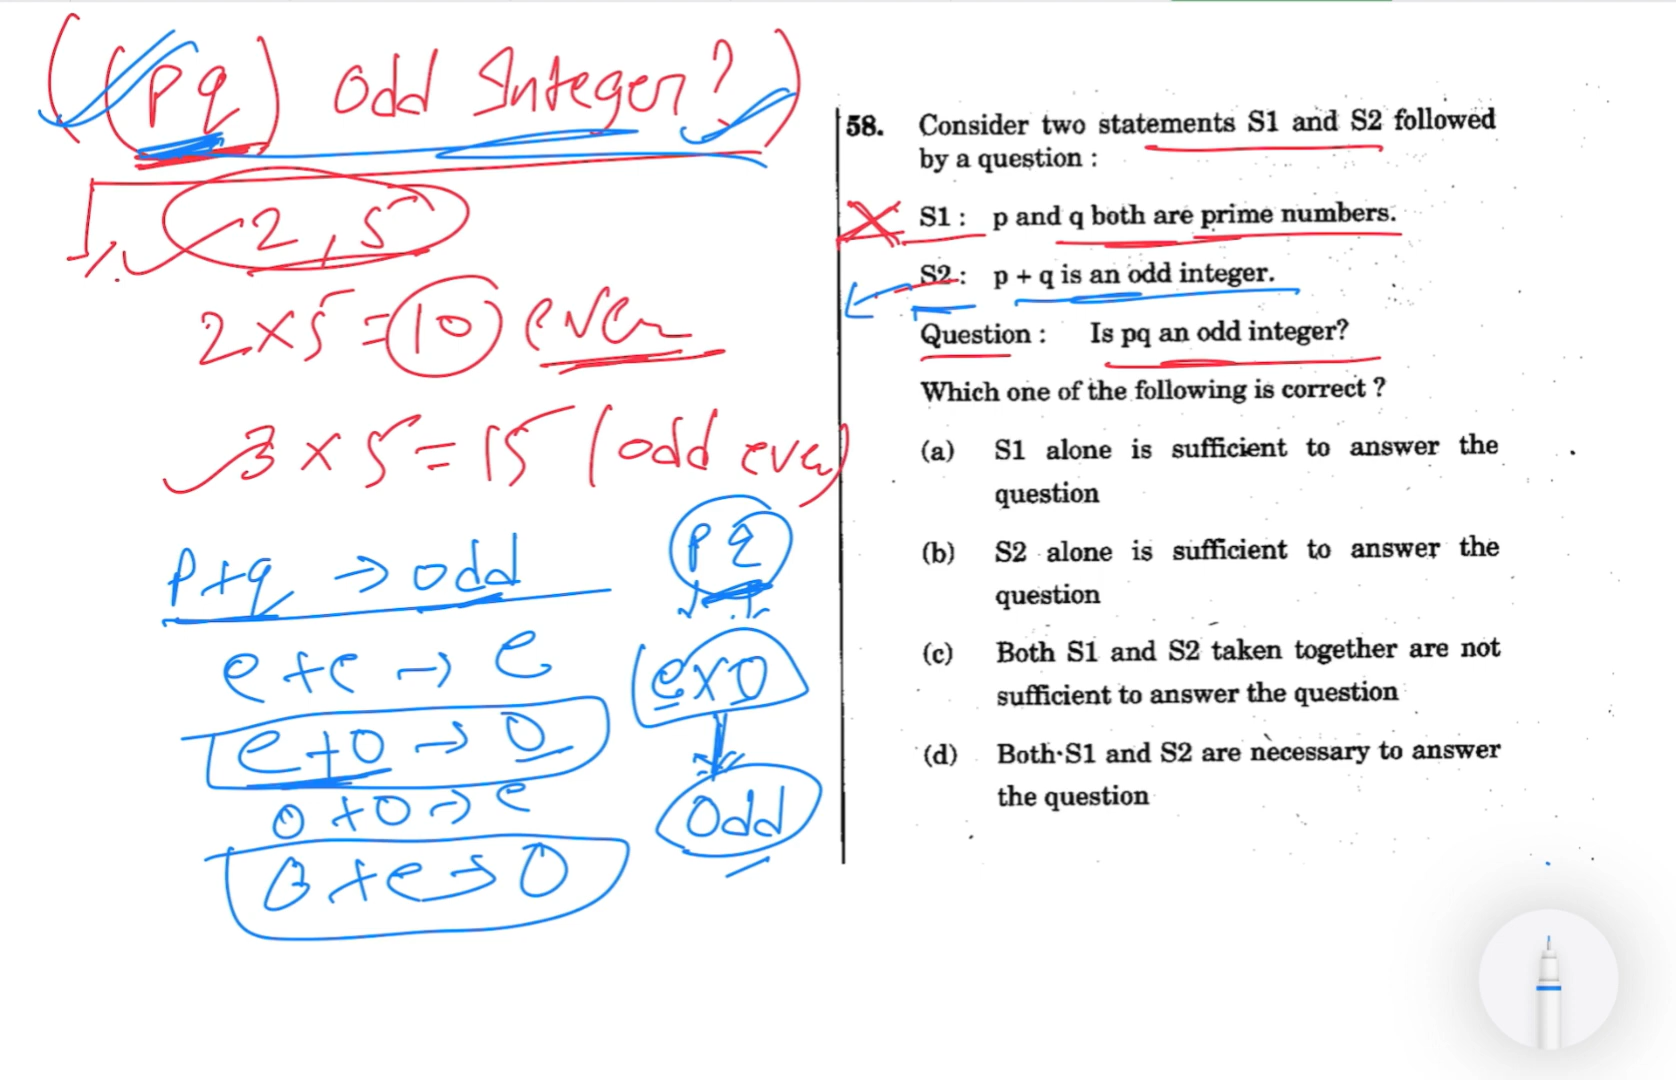 ((pq) Odd Integer?)
2, 5
2×5 = 10 even
3 × 5 = 15 (odd even)
p+q → odd
e + e → e
e + o → o
o + o → e
o + e → o
pq
(exo
Odd
58. Consider two statements S1 and S2 followed
by a question :
S1 : p and q both are prime numbers.
S2 : p + q is an odd integer.
Question : Is pq an odd integer?
Which one of the following is correct ?
(a) S1 alone is sufficient to answer the
question
(b) S2 alone is sufficient to answer the
question
(c) Both S1 and S2 taken together are not
sufficient to answer the question
(d) Both S1 and S2 are necessary to answer
the question